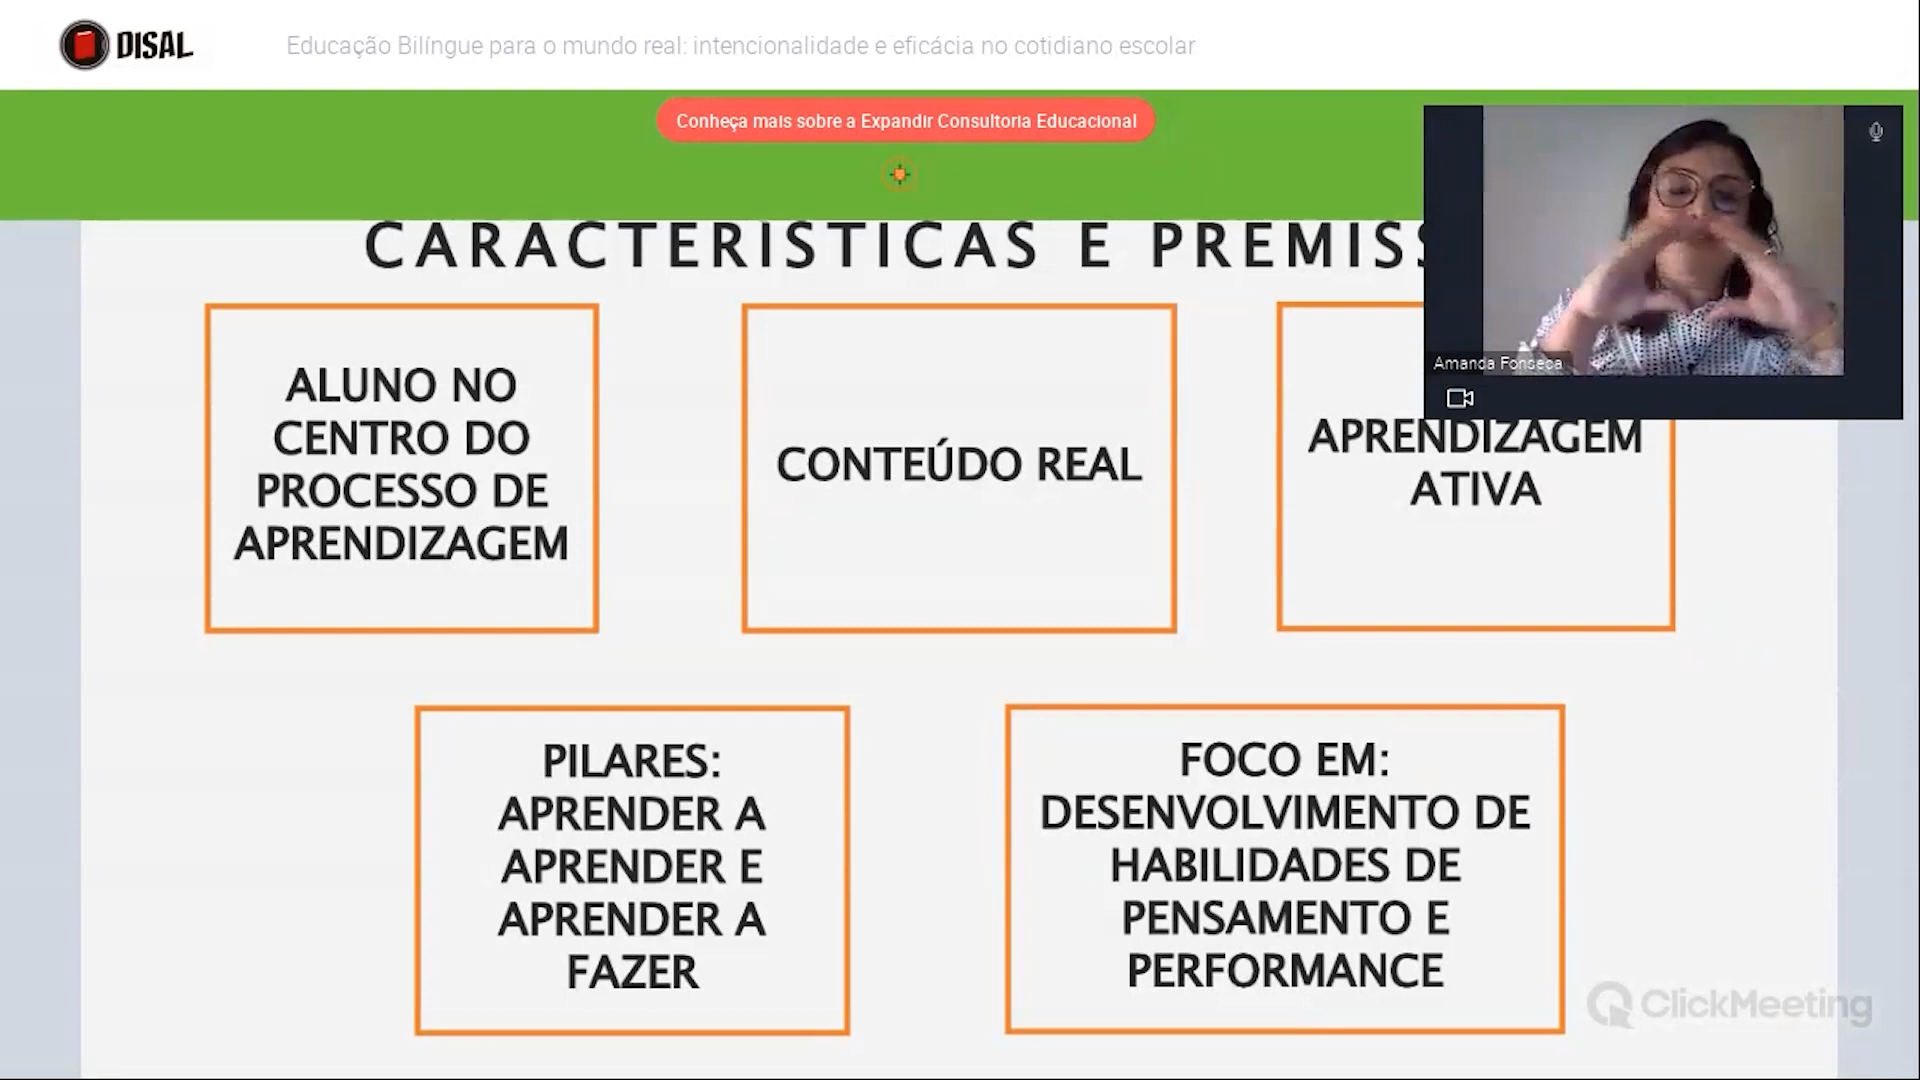 DISAL
Educação Bilíngue para o mundo real: intencionalidade e eficácia no cotidiano escolar
Conheça mais sobre a Expandir Consultoria Educacional
CARACTERÍSTICAS E PREMISS
Amanda Fonseca
ALUNO NO
CENTRO DO
PROCESSO DE
APRENDIZAGEM
CONTEÚDO REAL
APRENDIZAGEM
ATIVA
PILARES:
APRENDER A
APRENDER E
APRENDER A
FAZER
FOCO EM:
DESENVOLVIMENTO DE
HABILIDADES DE
PENSAMENTO E
PERFORMANCE
ClickMeeting